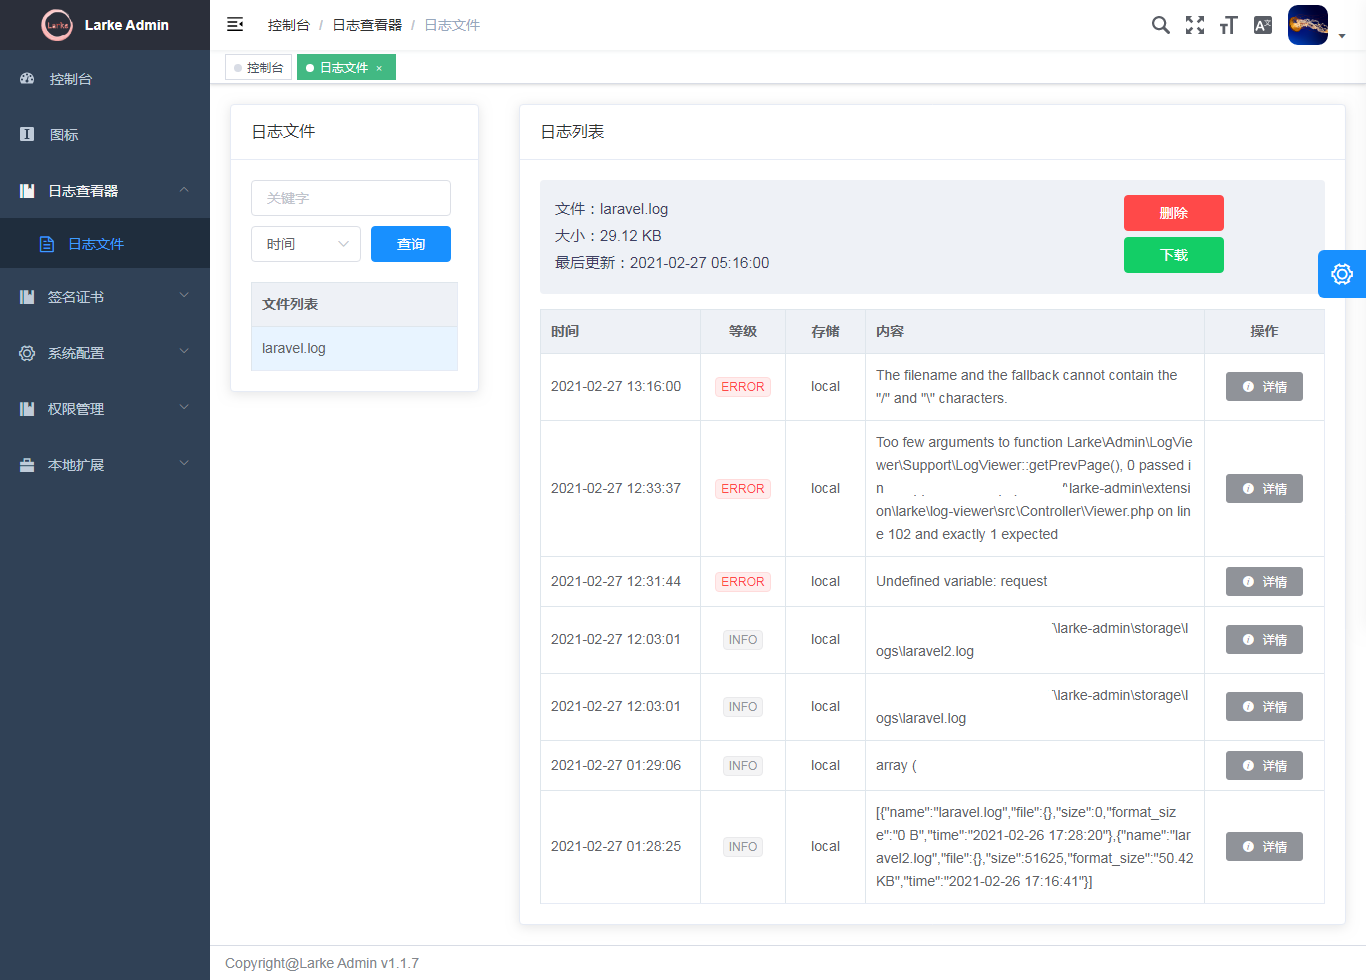 Larke
Larke Admin
控制台 / 日志查看器 / 日志文件
控制台
日志文件 ×
控制台
图标
日志查看器
日志文件
签名证书
系统配置
权限管理
本地扩展
日志文件
关键字
时间
查询
文件列表
laravel.log
日志列表
文件：laravel.log
大小：29.12 KB
最后更新：2021-02-27 05:16:00
删除
下载
时间 等级 存储 内容 操作
2021-02-27 13:16:00 ERROR local The filename and the fallback cannot contain the
"/" and "\" characters.
详情
2021-02-27 12:33:37 ERROR local Too few arguments to function Larke\Admin\LogVie
wer\Support\LogViewer::getPrevPage(), 0 passed i
n \larke-admin\extensi
on\larke\log-viewer\src\Controller\Viewer.php on lin
e 102 and exactly 1 expected
详情
2021-02-27 12:31:44 ERROR local Undefined variable: request 详情
2021-02-27 12:03:01 INFO local \larke-admin\storage\l
ogs\laravel2.log
详情
2021-02-27 12:03:01 INFO local \larke-admin\storage\l
ogs\laravel.log
详情
2021-02-27 01:29:06 INFO local array ( 详情
2021-02-27 01:28:25 INFO local [{"name":"laravel.log","file":{},"size":0,"format_siz
e":"0 B","time":"2021-02-26 17:28:20"},{"name":"lar
avel2.log","file":{},"size":51625,"format_size":"50.42
KB","time":"2021-02-26 17:16:41"}]
详情
Copyright@Larke Admin v1.1.7